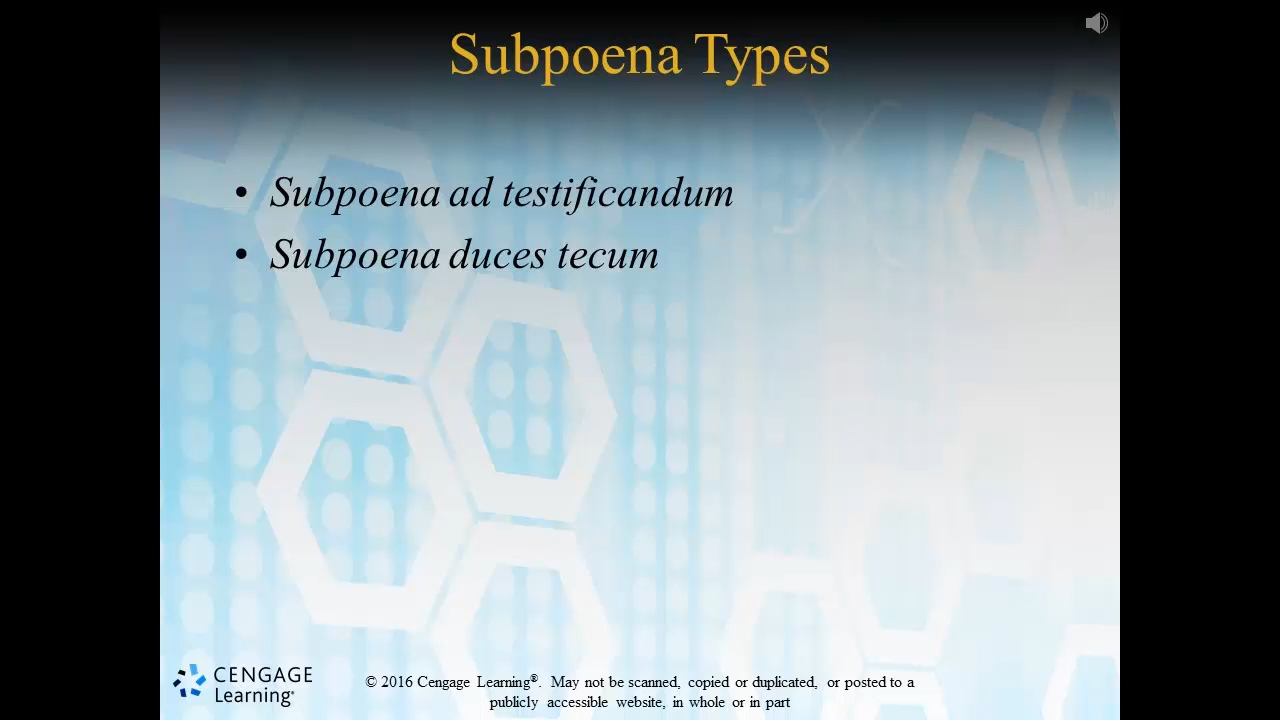 Subpoena Types
• Subpoena ad testificandum
• Subpoena duces tecum
CENGAGE
Learning®
© 2016 Cengage Learning®. May not be scanned, copied or duplicated, or posted to a
publicly accessible website, in whole or in part